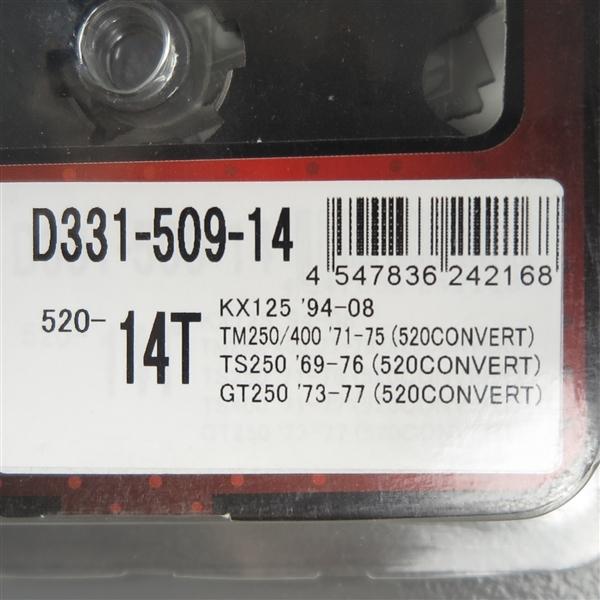 D331-509-14
4 547836 242168
520-14T
KX125 '94-08
TM250/400 '71-75 (520CONVERT)
TS250 '69-76 (520CONVERT)
GT250 '73-77 (520CONVERT)